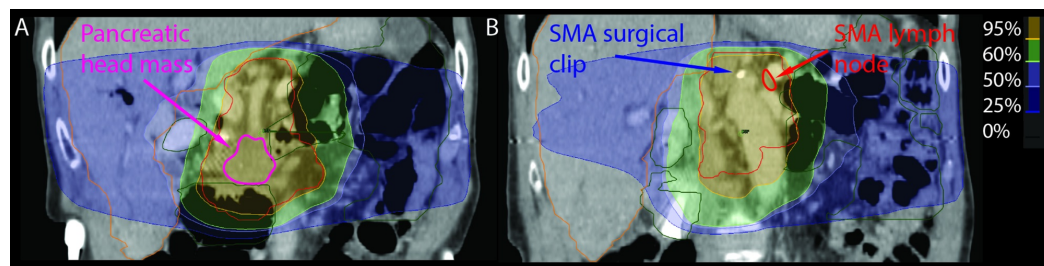 A
Pancreatic
head mass
B
SMA surgical
clip
SMA lymph
node
95%
60%
50%
25%
0%